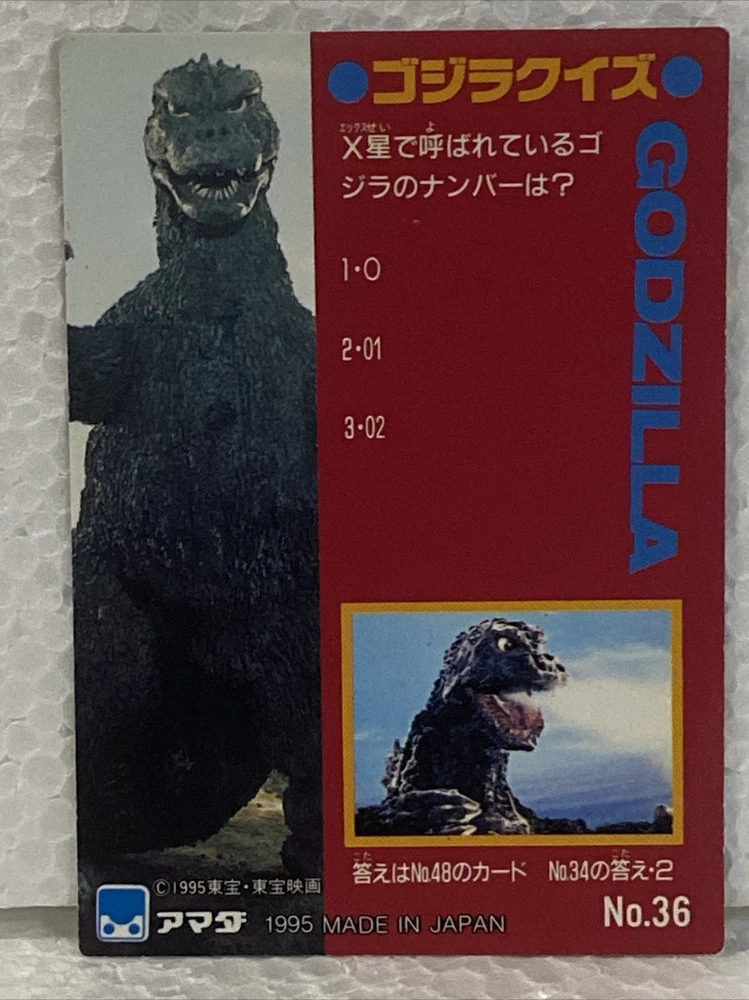 ●ゴジラクイズ●
エックスせい よ
X星で呼ばれているゴ
ジラのナンバーは?
1・0
2・01
3・02
GODZILLA
こた こた
答えはNo.48のカード No.34の答え・2
©1995東宝・東宝映画
アマダ 1995 MADE IN JAPAN
No.36